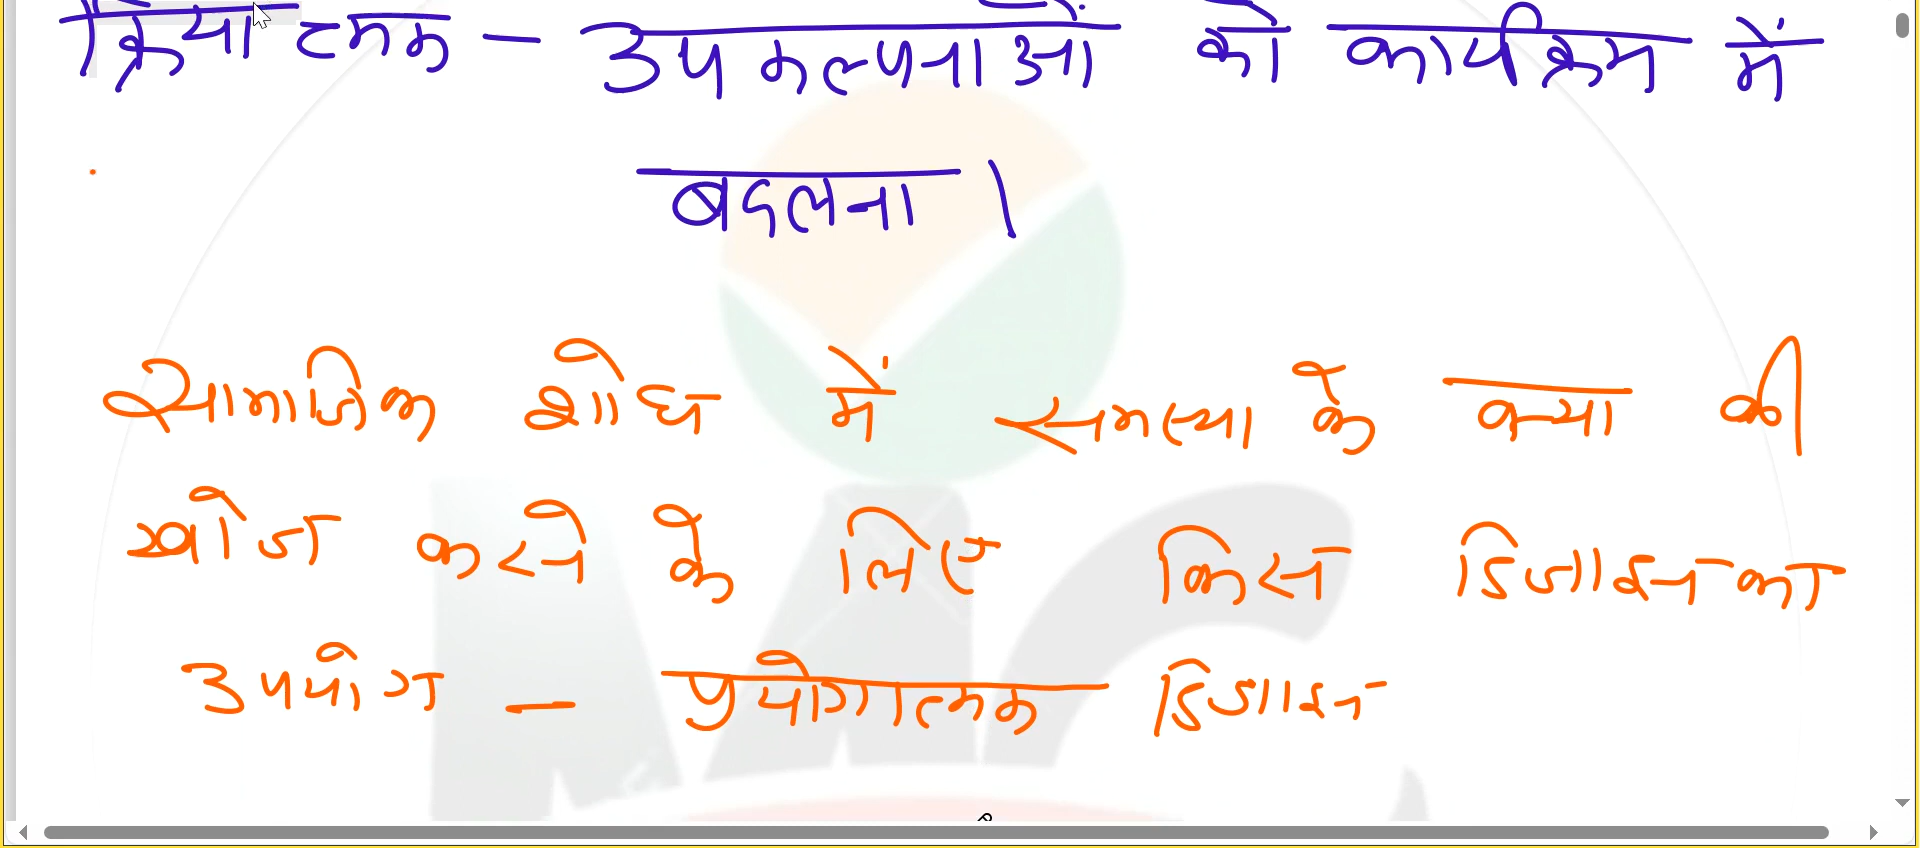 क्रियात्मक – उपकल्पनाओं को कार्यक्रम में
बदलना ।
सामाजिक शोध में समस्या के क्या की
खोज करने के लिए किस डिजाइन का
उपयोग – प्रयोगात्मक डिजाइन